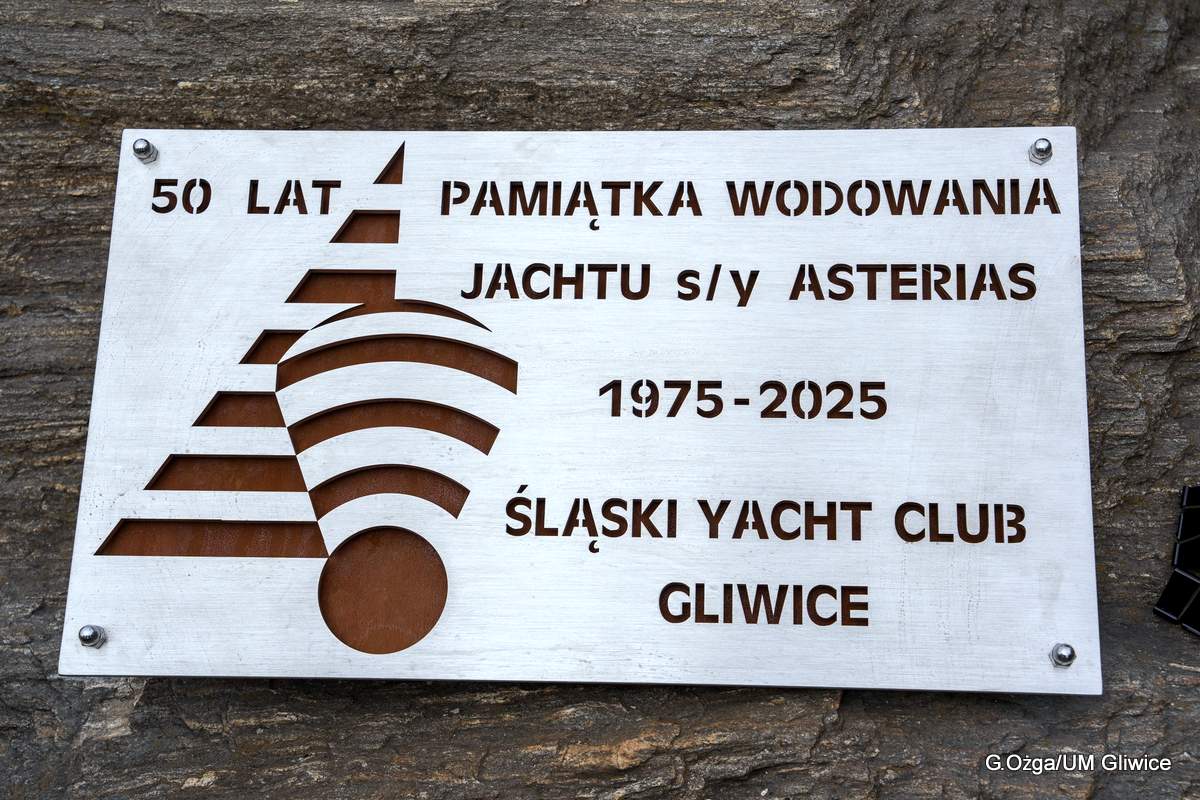 50 LAT PAMIĄTKA WODOWANIA
JACHTU s/y ASTERIAS
1975-2025
ŚLĄSKI YACHT CLUB
GLIWICE
G.Ożga/UM Gliwice